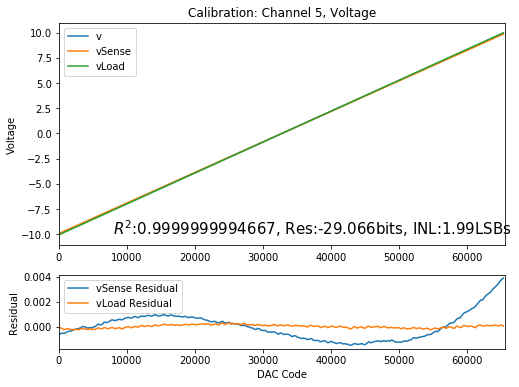 Calibration: Channel 5, Voltage
v
vSense
vLoad
10.0
7.5
5.0
2.5
0.0
−2.5
−5.0
−7.5
−10.0
Voltage
R²:0.9999999994667, Res:-29.066bits, INL:1.99LSBs
0 10000 20000 30000 40000 50000 60000
vSense Residual
vLoad Residual
0.004
0.002
0.000
Residual
0 10000 20000 30000 40000 50000 60000
DAC Code